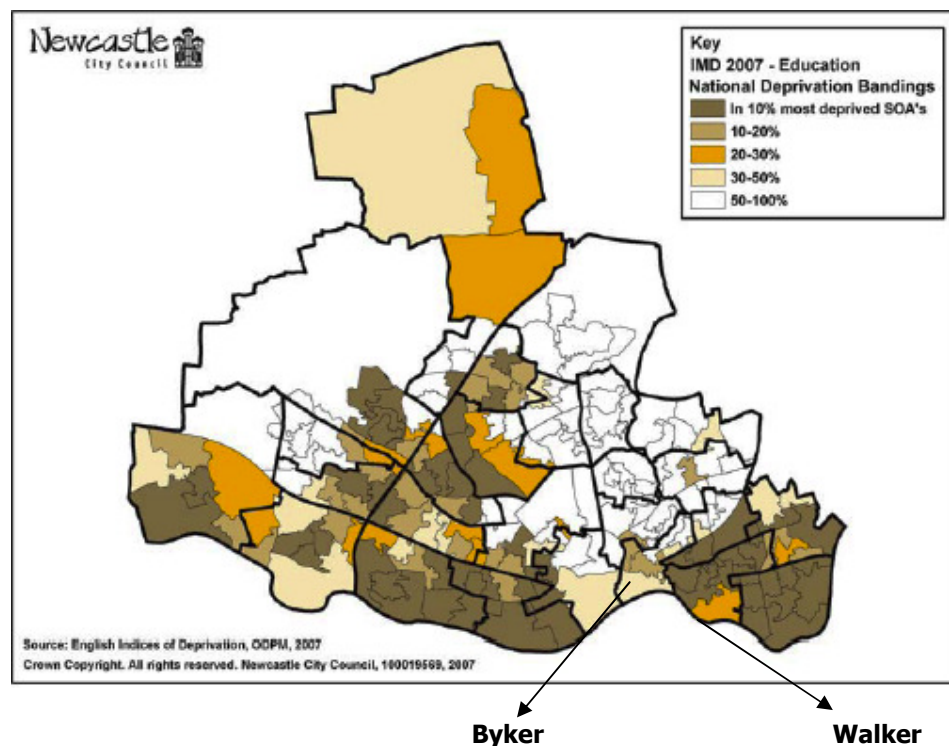 Newcastle
City Council
Key
IMD 2007 - Education
National Deprivation Bandings
In 10% most deprived SOA's
10-20%
20-30%
30-50%
50-100%
Source: English Indices of Deprivation, ODPM, 2007
Crown Copyright. All rights reserved. Newcastle City Council, 100019569, 2007
Byker
Walker